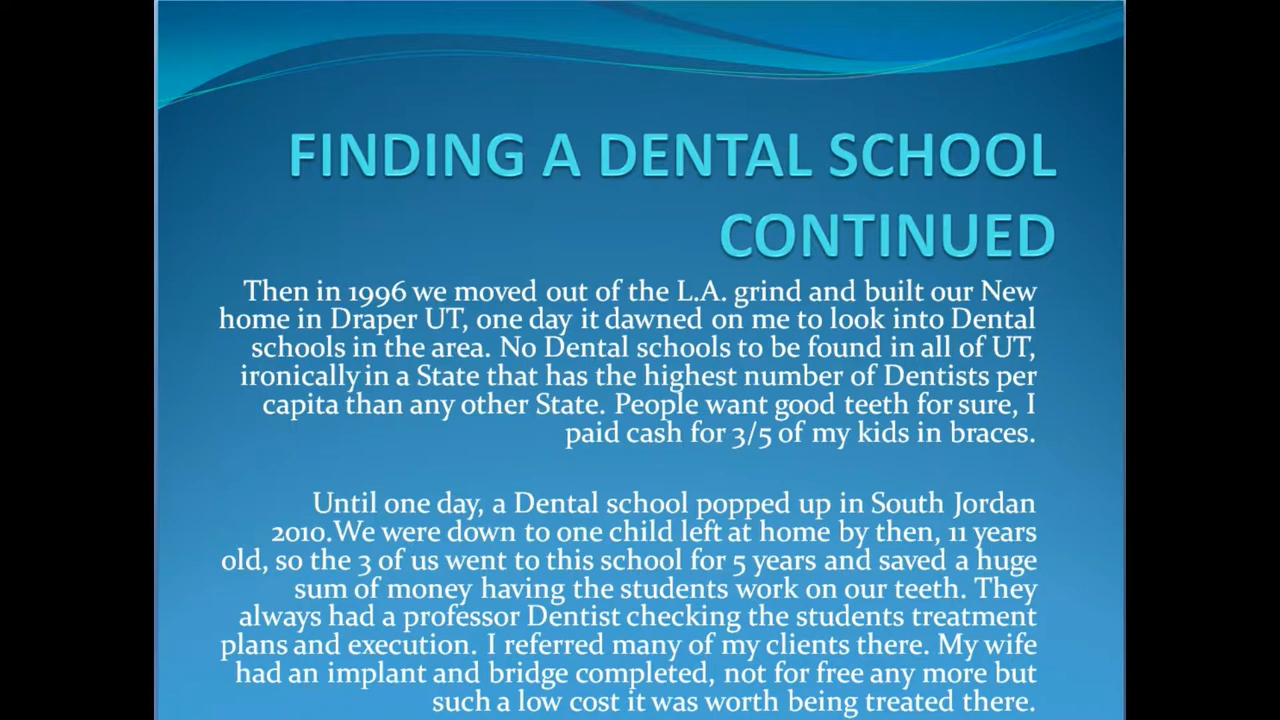 FINDING A DENTAL SCHOOL
CONTINUED
Then in 1996 we moved out of the L.A. grind and built our New
home in Draper UT, one day it dawned on me to look into Dental
schools in the area. No Dental schools to be found in all of UT,
ironically in a State that has the highest number of Dentists per
capita than any other State. People want good teeth for sure, I
paid cash for 3/5 of my kids in braces.
Until one day, a Dental school popped up in South Jordan
2010.We were down to one child left at home by then, 11 years
old, so the 3 of us went to this school for 5 years and saved a huge
sum of money having the students work on our teeth. They
always had a professor Dentist checking the students treatment
plans and execution. I referred many of my clients there. My wife
had an implant and bridge completed, not for free any more but
such a low cost it was worth being treated there.